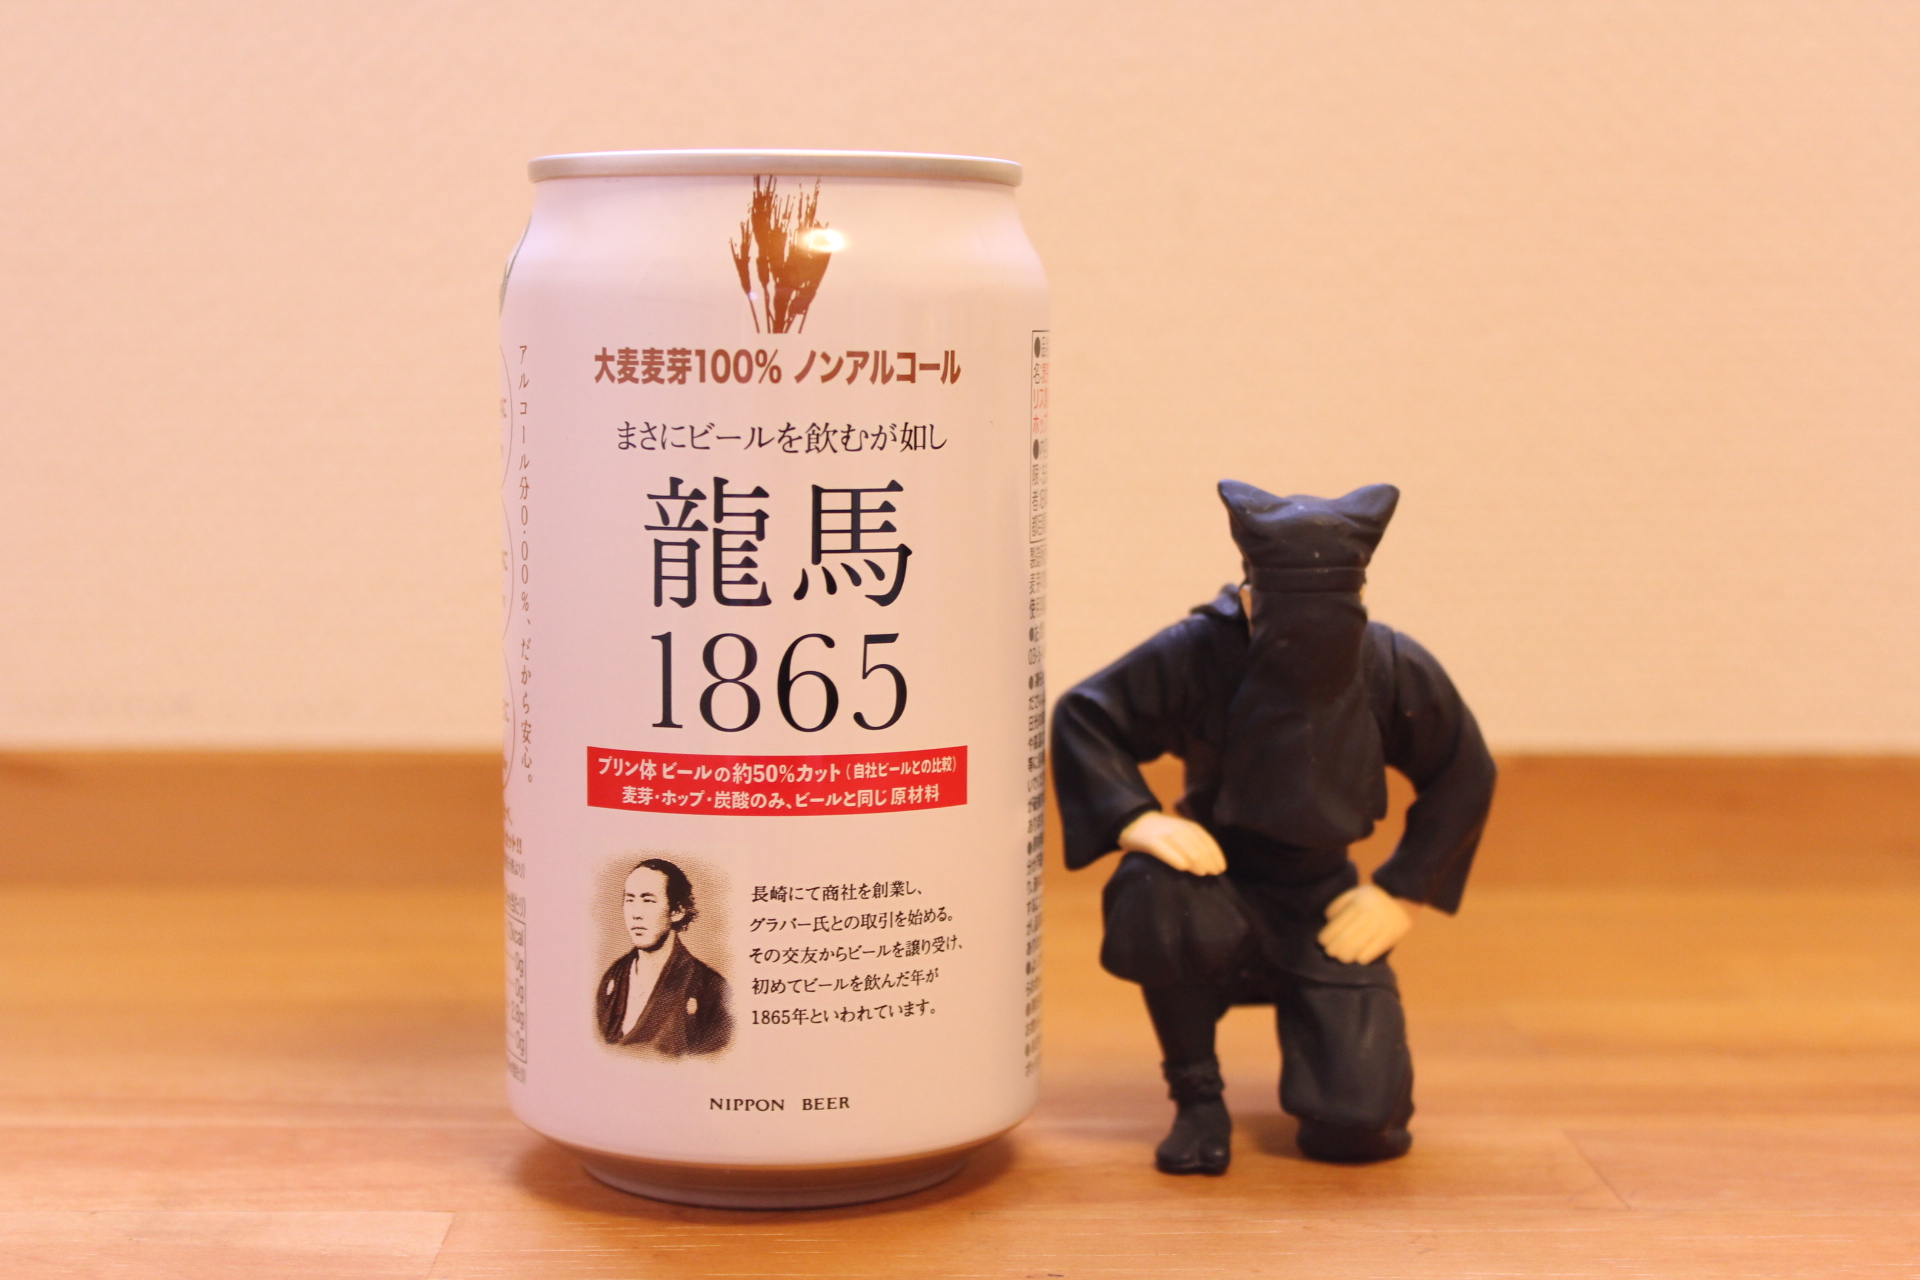 大麦麦芽100% ノンアルコール
まさにビールを飲むが如し
龍馬
1865
プリン体 ビールの約50%カット(自社ビールとの比較)
麦芽・ホップ・炭酸のみ、ビールと同じ原材料
長崎にて商社を創業し、
グラバー氏との取引を始める。
その交友からビールを譲り受け、
初めてビールを飲んだ年が
1865年といわれています。
NIPPON BEER
アルコール分0.00%、だから安心。